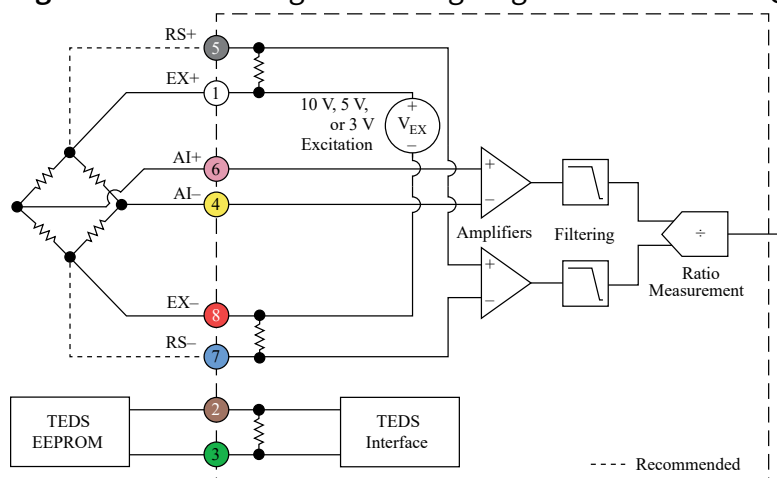 RS+
5
EX+
1
10 V, 5 V,
or 3 V
Excitation
+
VEX
–
AI+
6
AI–
4
+
–
Amplifiers
Filtering
÷
Ratio
Measurement
+
–
EX–
8
RS–
7
TEDS
EEPROM
2
3
TEDS
Interface
Recommended